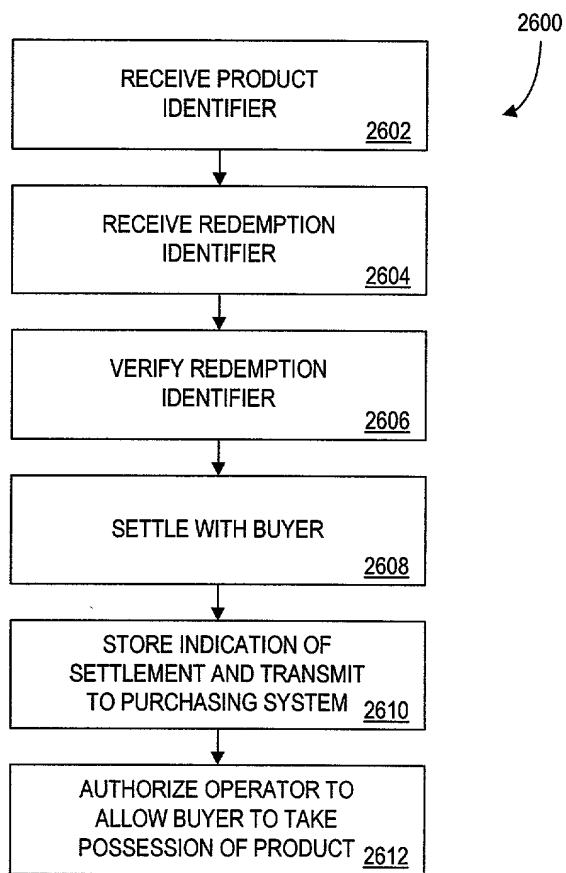 2600
RECEIVE PRODUCT
IDENTIFIER
2602
RECEIVE REDEMPTION
IDENTIFIER
2604
VERIFY REDEMPTION
IDENTIFIER
2606
SETTLE WITH BUYER
2608
STORE INDICATION OF
SETTLEMENT AND TRANSMIT
TO PURCHASING SYSTEM
2610
AUTHORIZE OPERATOR TO
ALLOW BUYER TO TAKE
POSSESSION OF PRODUCT
2612